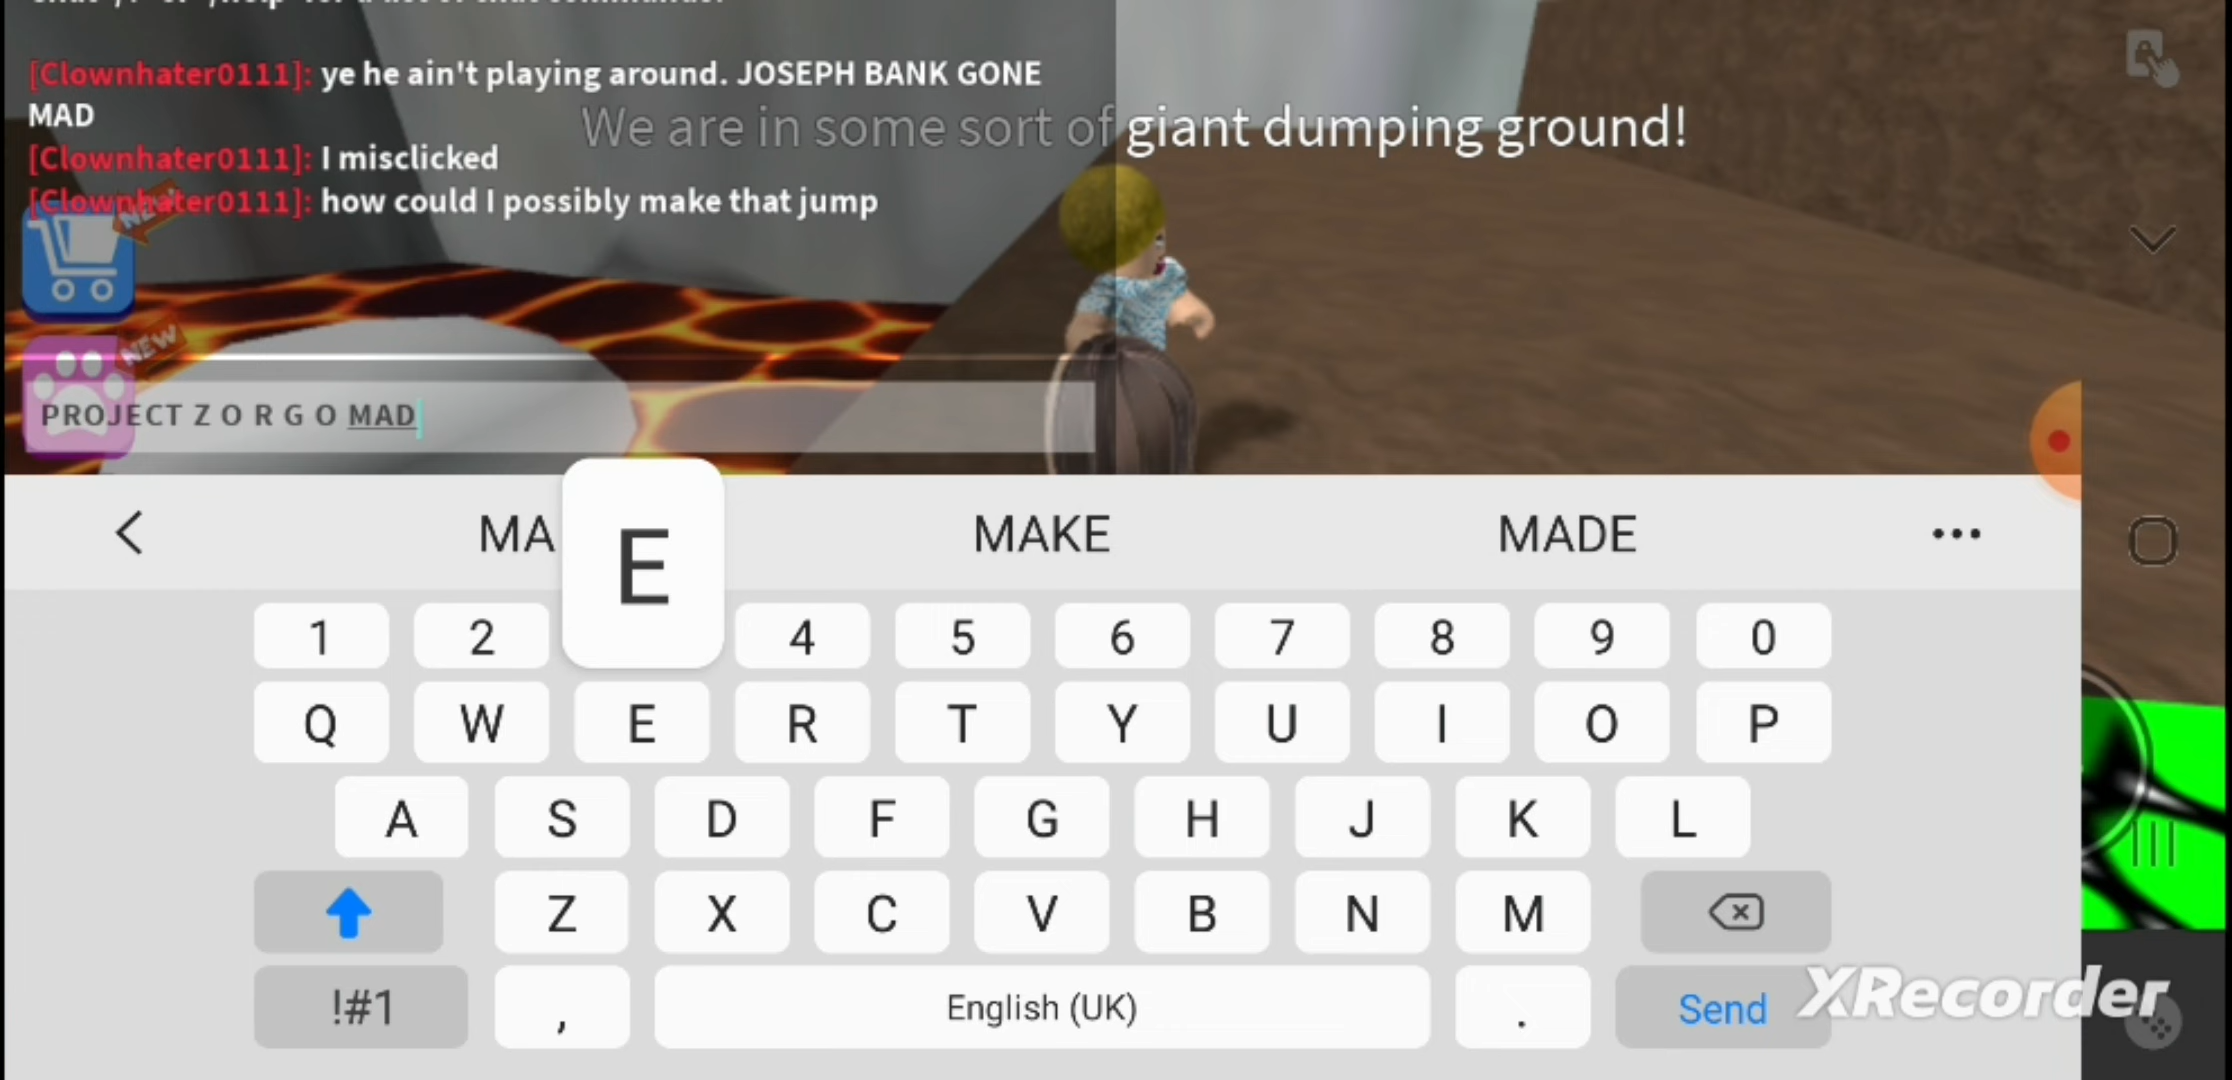 [Clownhater0111]: ye he ain't playing around. JOSEPH BANK GONE
MAD
We are in some sort of giant dumping ground!
[Clownhater0111]: I misclicked
[Clownhater0111]: how could I possibly make that jump
NEW
NEW
PROJECT Z O R G O MAD
MA
E
MAKE
MADE
1 2 4 5 6 7 8 9 0
Q W E R T Y U I O P
A S D F G H J K L
Z X C V B N M
!#1 , English (UK) . Send
XRecorder